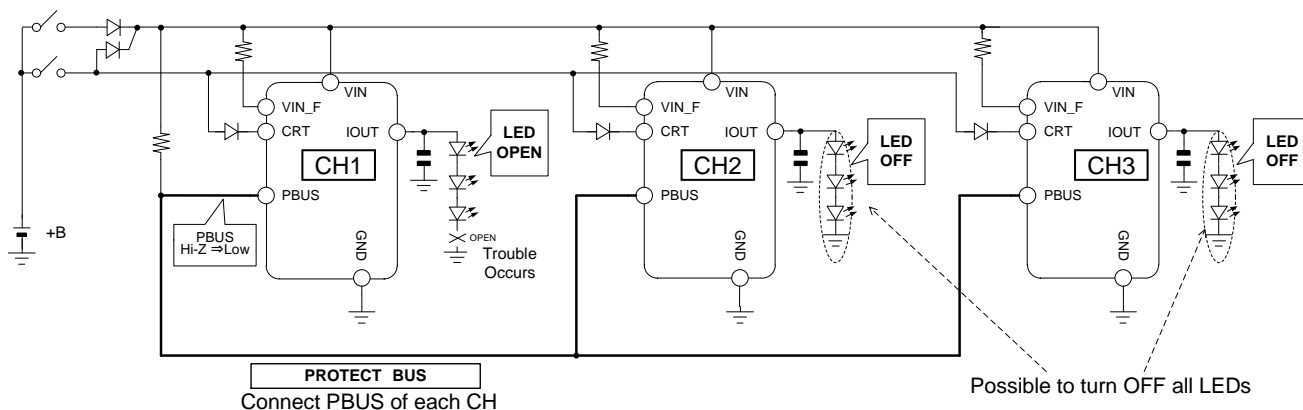 VIN
VIN_F
CRT
IOUT
CH1
PBUS
GND
LED
OPEN
+B
PBUS
Hi-Z ⇒Low
OPEN
Trouble
Occurs
VIN
VIN_F
CRT
IOUT
CH2
PBUS
GND
LED
OFF
VIN
VIN_F
CRT
IOUT
CH3
PBUS
GND
LED
OFF
PROTECT BUS
Connect PBUS of each CH
Possible to turn OFF all LEDs